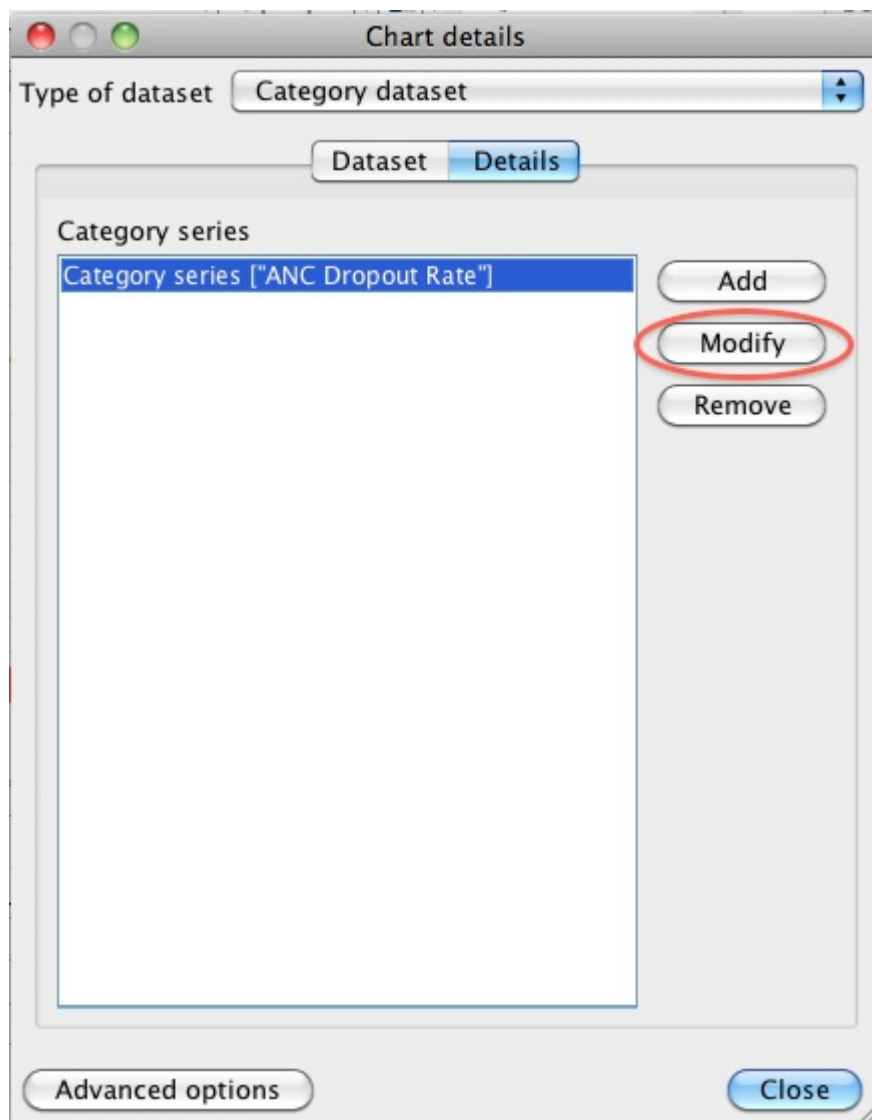 Chart details
Type of dataset Category dataset
Dataset Details
Category series
Category series ["ANC Dropout Rate"]
Add
Modify
Remove
Advanced options Close